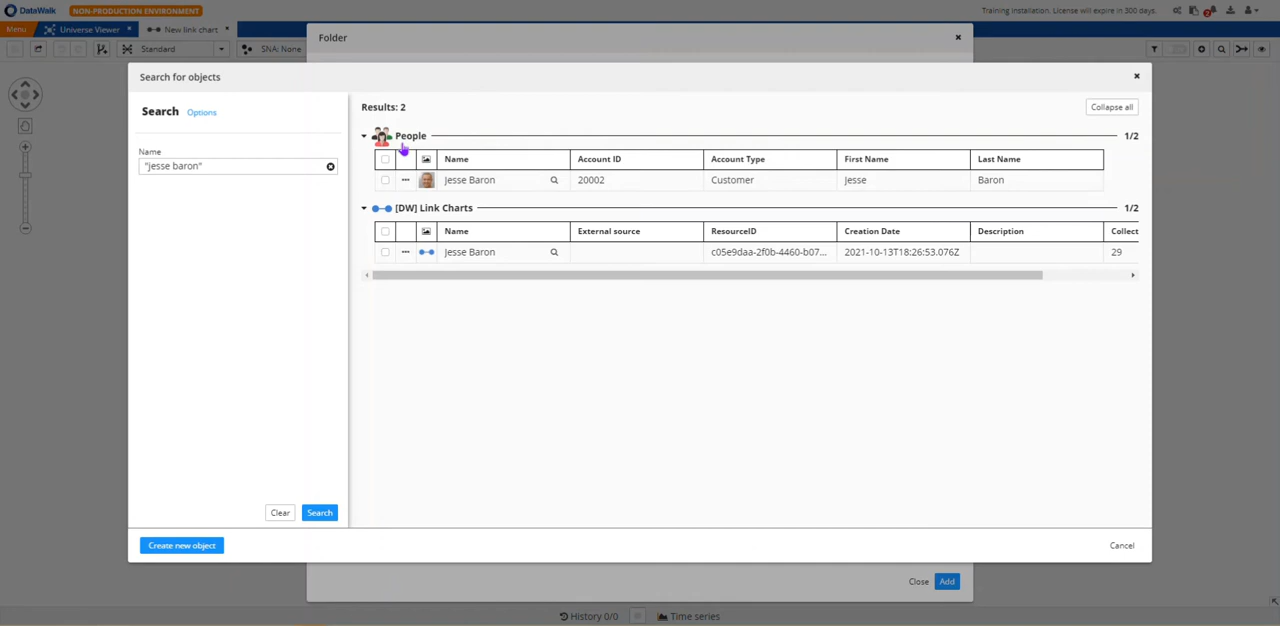 DataWalk NON-PRODUCTION ENVIRONMENT Training installation. License will expire in 300 days. 2
Menu Universe Viewer New link chart
Standard SNA: None
Folder
Search for objects
Search Options
Name
"jesse baron"
Clear Search
Results: 2 Collapse all
People 1/2
Name Account ID Account Type First Name Last Name
Jesse Baron 20002 Customer Jesse Baron
[DW] Link Charts 1/2
Name External source ResourceID Creation Date Description Collect
Jesse Baron c05e9daa-2f0b-4460-b07... 2021-10-13T18:26:53.076Z 29
Create new object Cancel
Close Add
History 0/0 Time series